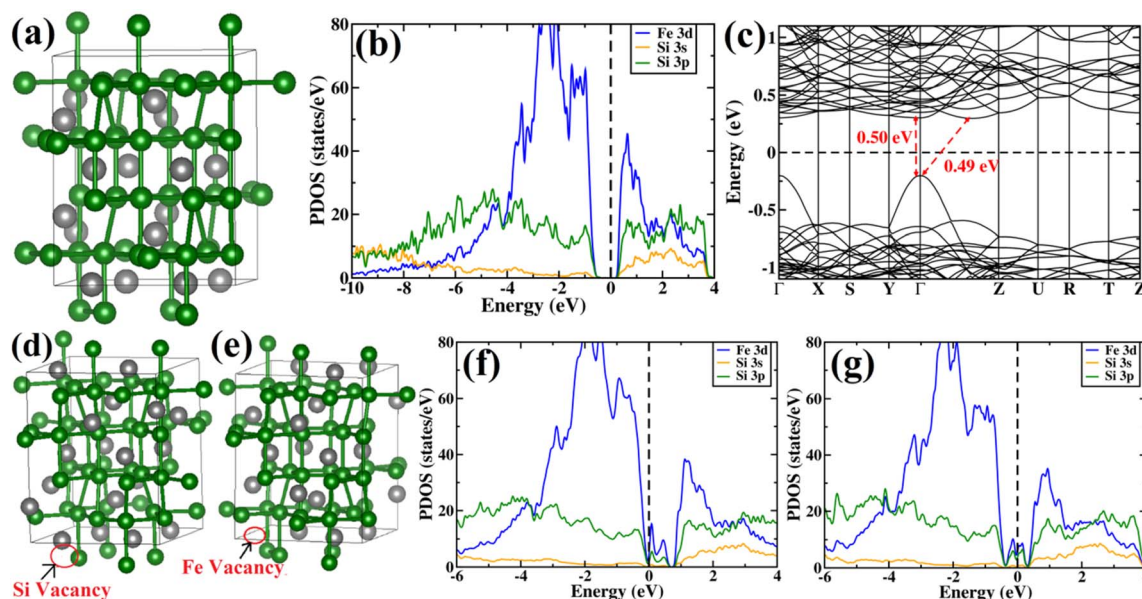 (a)
(b)
PDOS (states/eV)
80
60
40
20
0
-10 -8 -6 -4 -2 0 2 4
Energy (eV)
Fe 3d
Si 3s
Si 3p
(c)
Energy (eV)
1
0.5
0
-0.5
-1
0.50 eV
0.49 eV
Γ X S Y Γ Z U R T Z
(d)
Si Vacancy
(e)
Fe Vacancy
(f)
PDOS (states/eV)
80
60
40
20
0
-6 -4 -2 0 2 4
Energy (eV)
Fe 3d
Si 3s
Si 3p
(g)
PDOS (states/eV)
80
60
40
20
0
-6 -4 -2 0 2 4
Energy (eV)
Fe 3d
Si 3s
Si 3p